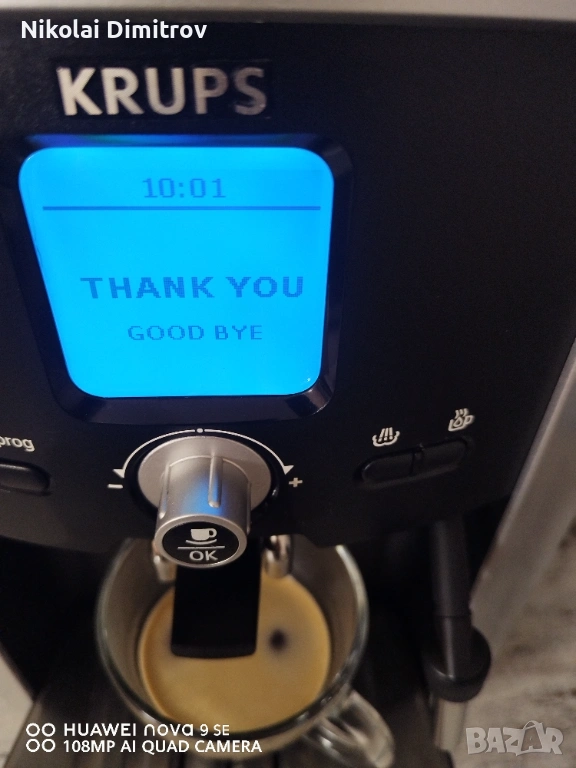 Nikolai Dimitrov
KRUPS
10:01
THANK YOU
GOOD BYE
prog
- +
OK
HUAWEI nova 9 SE
108MP AI QUAD CAMERA
BAZAR